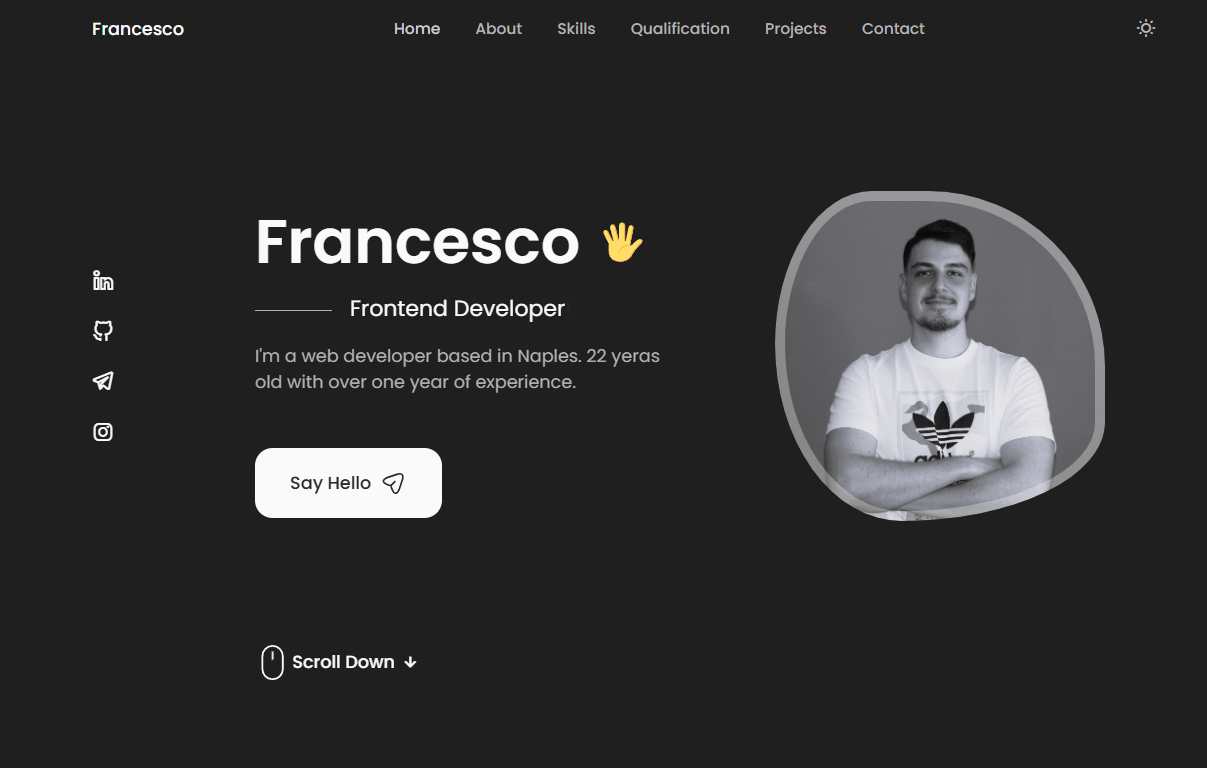 Francesco
Home About Skills Qualification Projects Contact
Francesco
Frontend Developer
I'm a web developer based in Naples. 22 yeras
old with over one year of experience.
Say Hello
Scroll Down